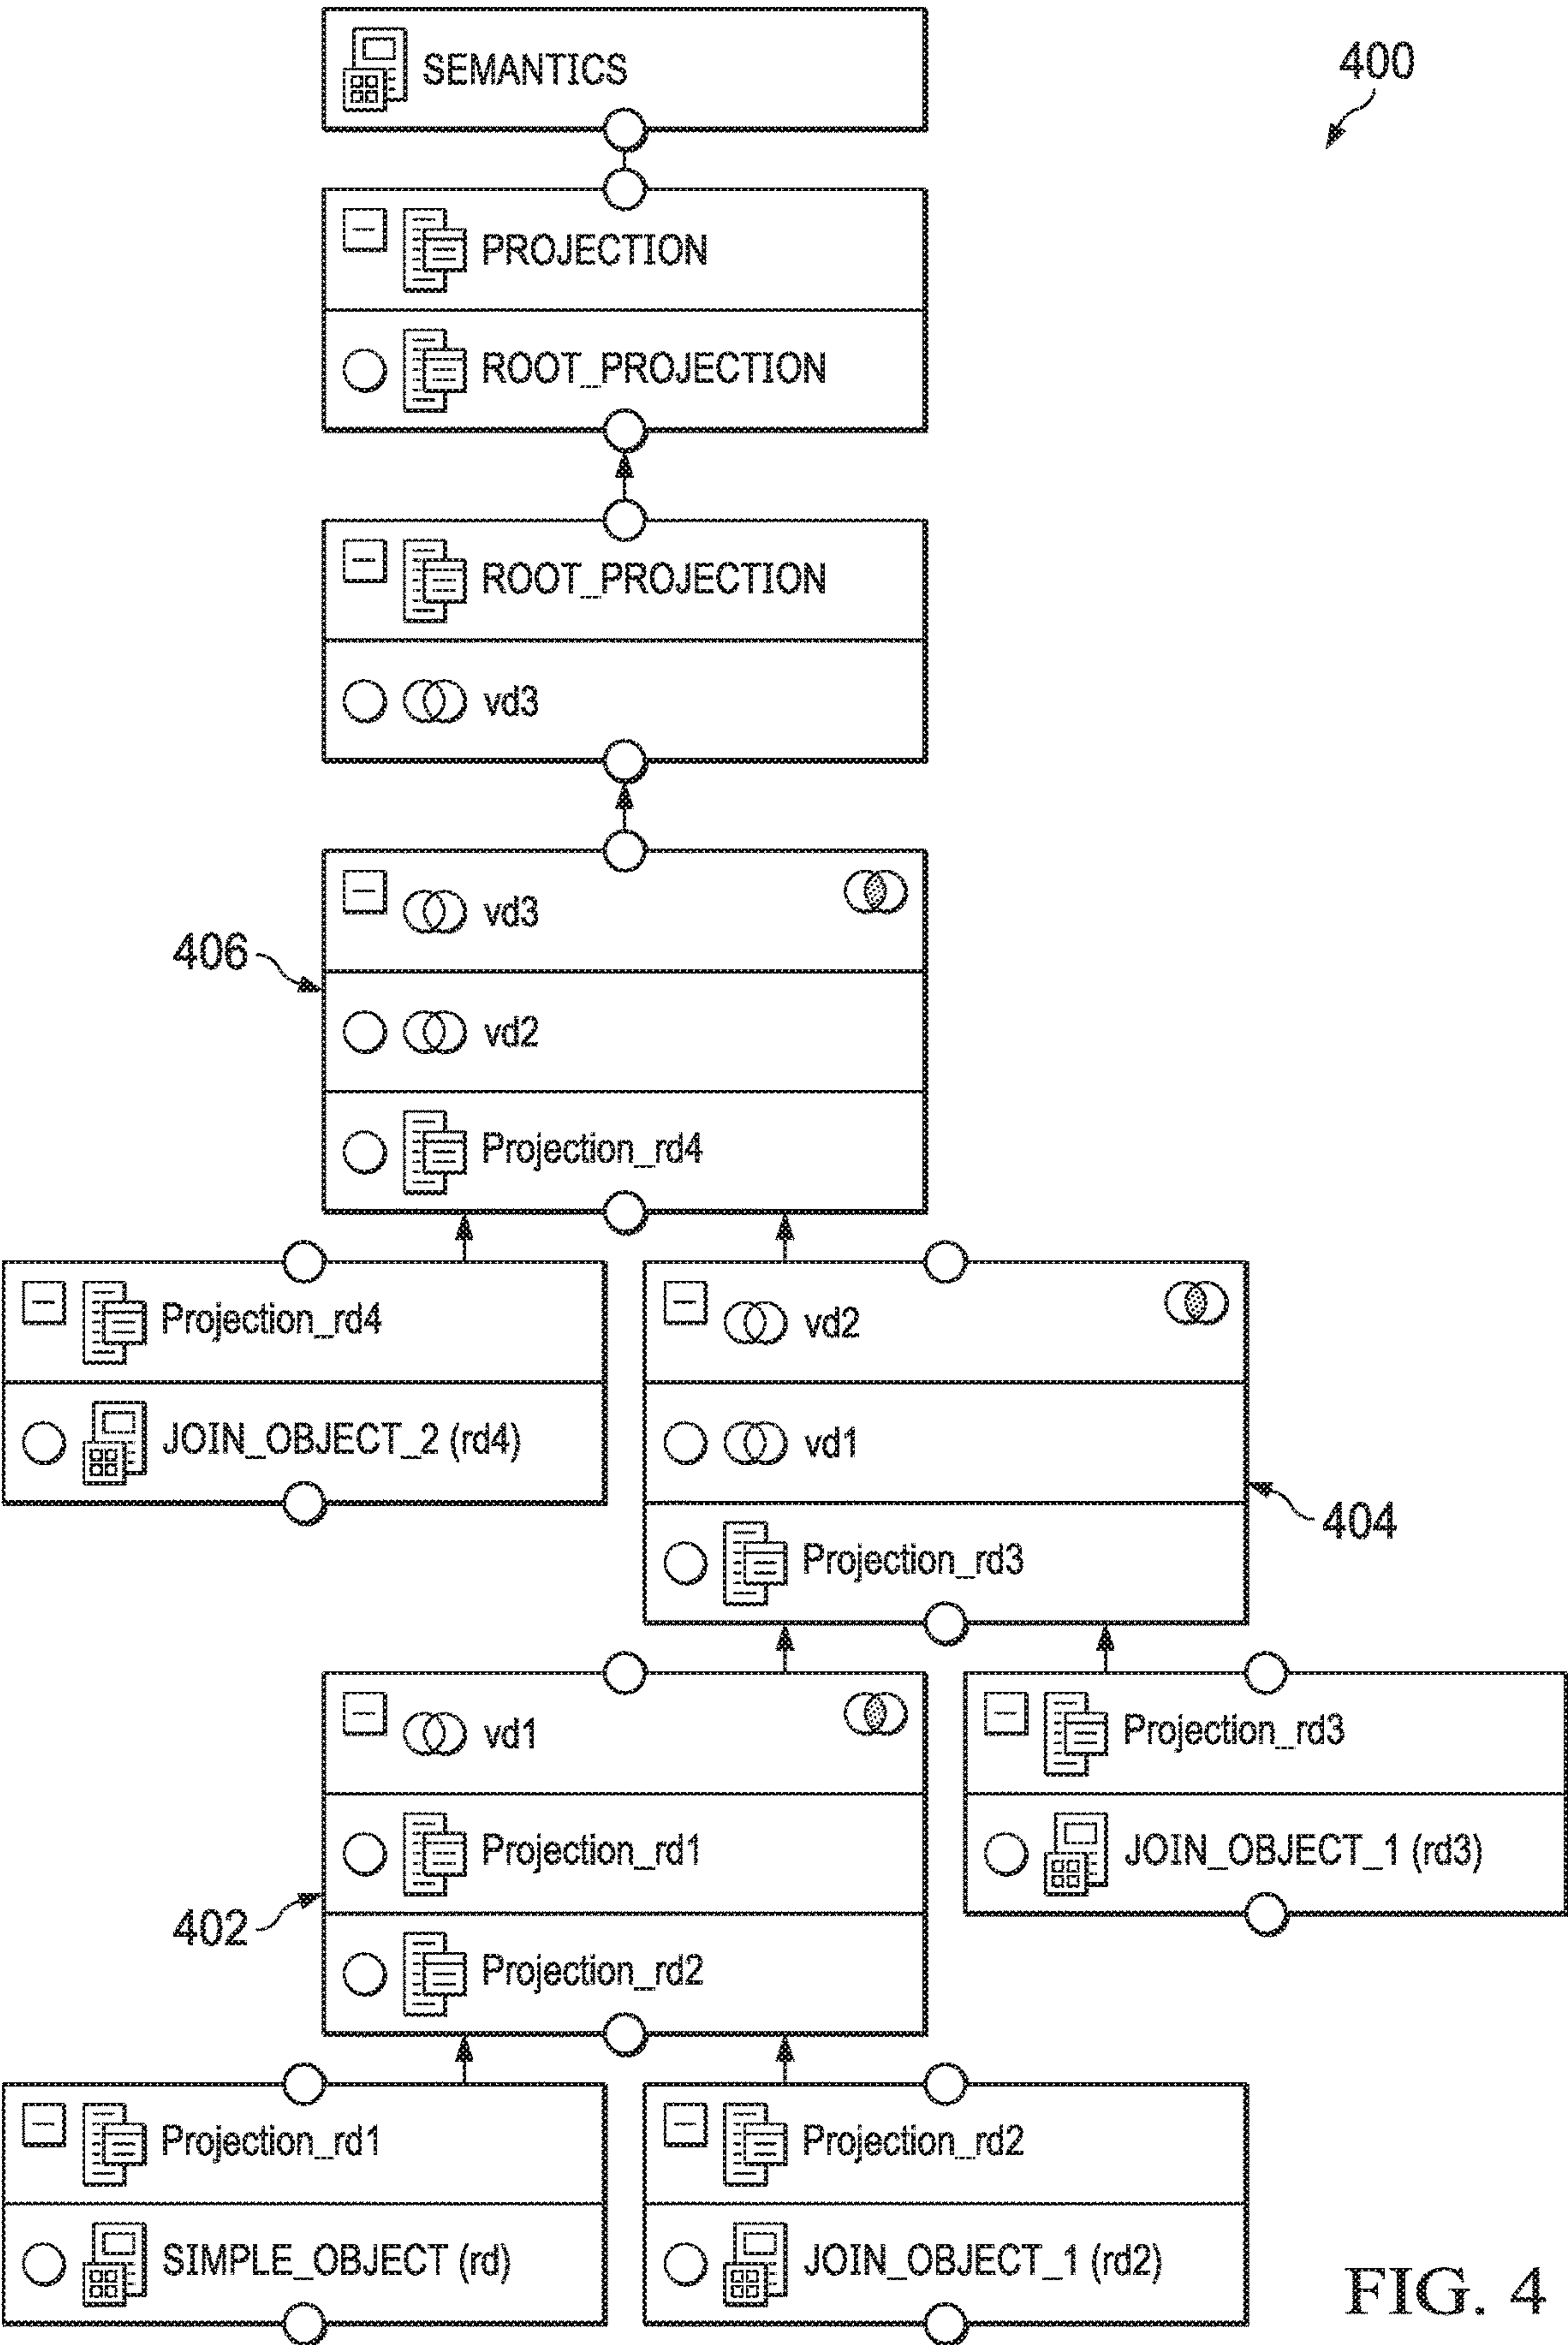 SEMANTICS
400
PROJECTION
ROOT_PROJECTION
ROOT_PROJECTION
vd3
vd3
406
vd2
Projection_rd4
Projection_rd4
vd2
JOIN_OBJECT_2 (rd4)
vd1
404
Projection_rd3
vd1
Projection_rd3
Projection_rd1
JOIN_OBJECT_1 (rd3)
402
Projection_rd2
Projection_rd1
Projection_rd2
SIMPLE_OBJECT (rd)
JOIN_OBJECT_1 (rd2)
FIG. 4